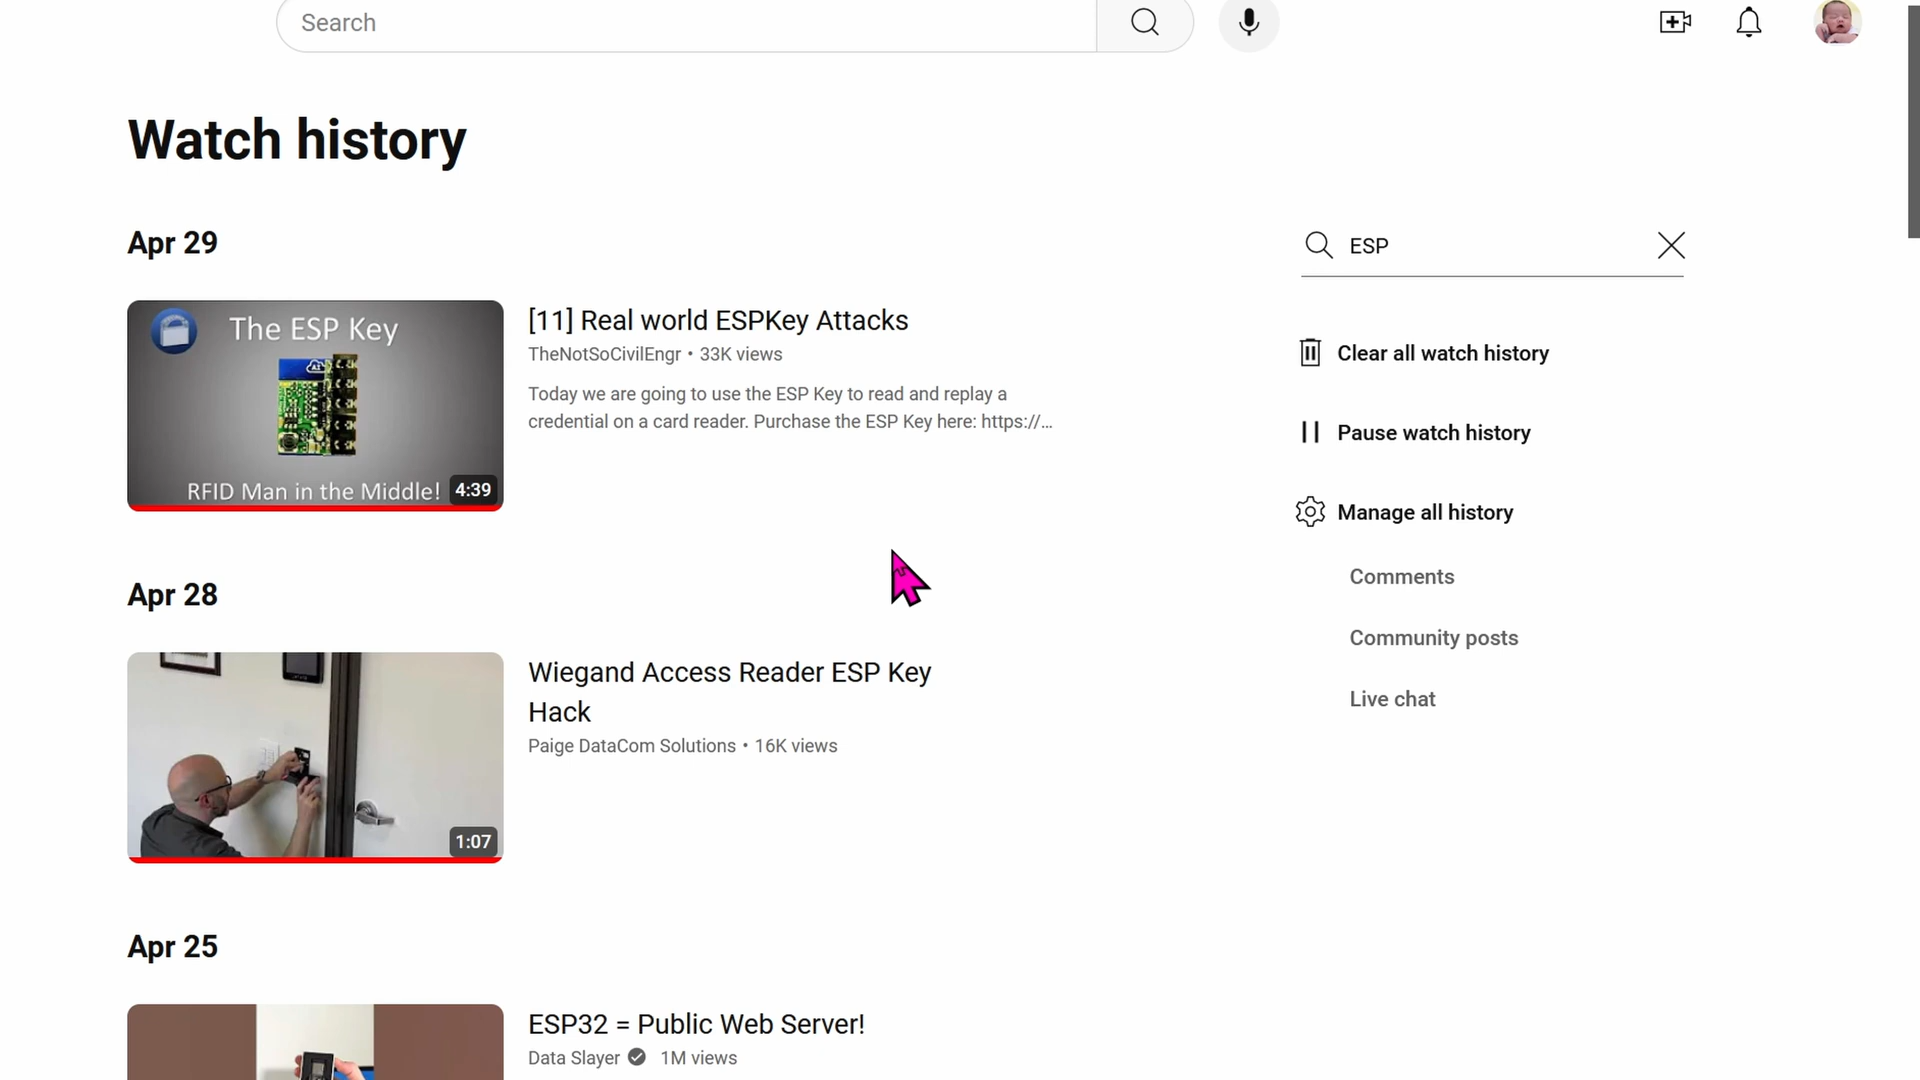 Search
Watch history
Apr 29
ESP
The ESP Key
AI
RFID Man in the Middle!
4:39
[11] Real world ESPKey Attacks
TheNotSoCivilEngr • 33K views
Today we are going to use the ESP Key to read and replay a
credential on a card reader. Purchase the ESP Key here: https://...
Clear all watch history
Pause watch history
Manage all history
Comments
Community posts
Live chat
Apr 28
1:07
Wiegand Access Reader ESP Key
Hack
Paige DataCom Solutions • 16K views
Apr 25
ESP32 = Public Web Server!
Data Slayer 1M views